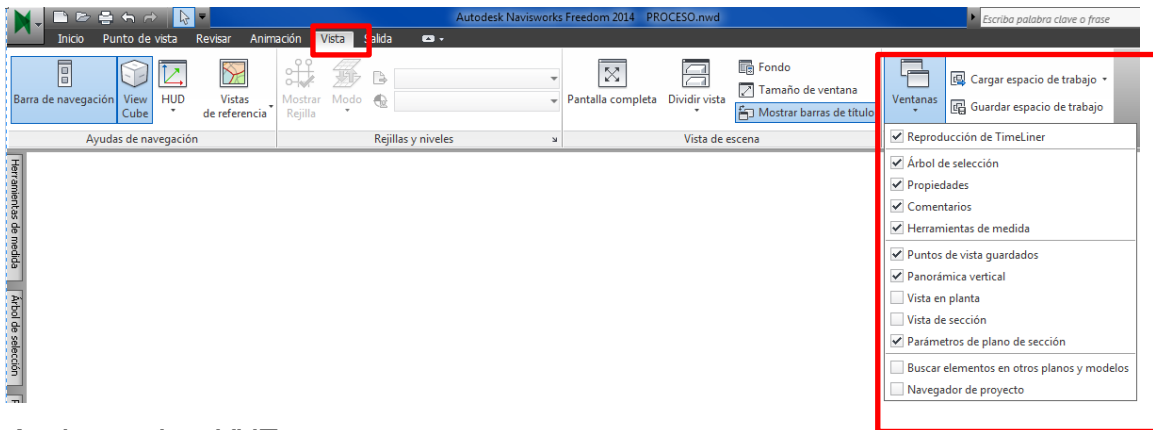 Autodesk Navisworks Freedom 2014 PROCESO.nwd
Escriba palabra clave o frase
Inicio Punto de vista Revisar Animación Vista Salida
Barra de navegación
View Cube
HUD
Vistas de referencia
Ayudas de navegación
Mostrar Rejilla
Modo
Rejillas y niveles
Pantalla completa
Dividir vista
Fondo
Tamaño de ventana
Mostrar barras de título
Vista de escena
Ventanas
Cargar espacio de trabajo
Guardar espacio de trabajo
Reproducción de TimeLiner
Árbol de selección
Propiedades
Comentarios
Herramientas de medida
Puntos de vista guardados
Panorámica vertical
Vista en planta
Vista de sección
Parámetros de plano de sección
Buscar elementos en otros planos y modelos
Navegador de proyecto
Herramientas de medida
Árbol de selección